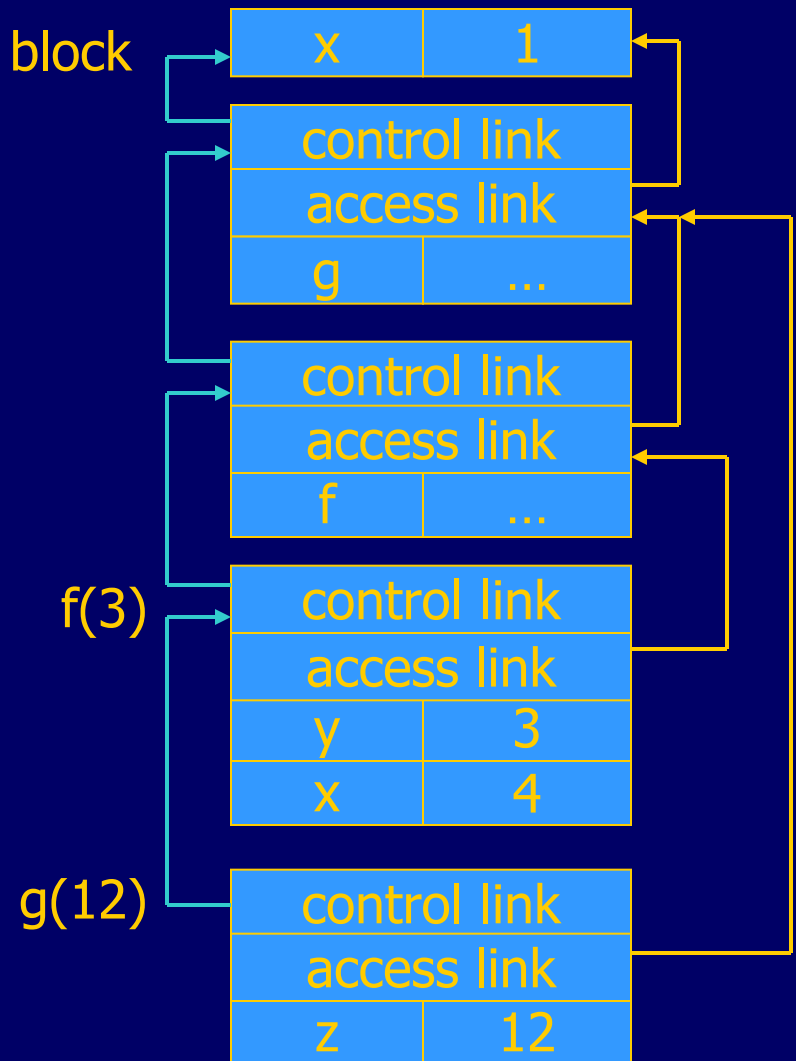 block x 1
control link
access link
g ...
control link
access link
f ...
f(3) control link
access link
y 3
x 4
g(12) control link
access link
z 12